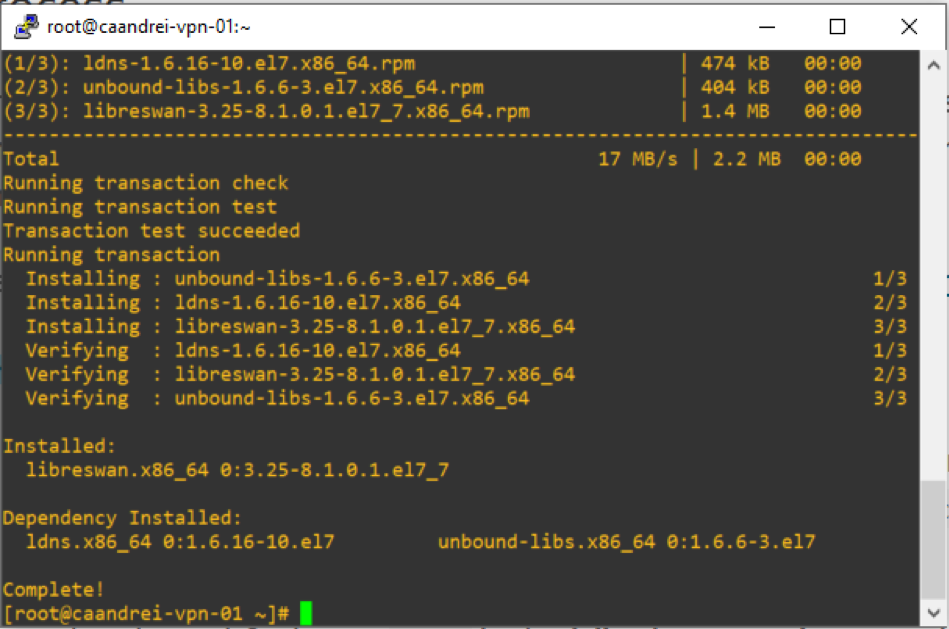 root@caandrei-vpn-01:~
(1/3): ldns-1.6.16-10.el7.x86_64.rpm | 474 kB 00:00
(2/3): unbound-libs-1.6.6-3.el7.x86_64.rpm | 404 kB 00:00
(3/3): libreswan-3.25-8.1.0.1.el7_7.x86_64.rpm | 1.4 MB 00:00
--------------------------------------------------------------------------------
Total 17 MB/s | 2.2 MB 00:00
Running transaction check
Running transaction test
Transaction test succeeded
Running transaction
Installing : unbound-libs-1.6.6-3.el7.x86_64 1/3
Installing : ldns-1.6.16-10.el7.x86_64 2/3
Installing : libreswan-3.25-8.1.0.1.el7_7.x86_64 3/3
Verifying : ldns-1.6.16-10.el7.x86_64 1/3
Verifying : libreswan-3.25-8.1.0.1.el7_7.x86_64 2/3
Verifying : unbound-libs-1.6.6-3.el7.x86_64 3/3
Installed:
libreswan.x86_64 0:3.25-8.1.0.1.el7_7
Dependency Installed:
ldns.x86_64 0:1.6.16-10.el7 unbound-libs.x86_64 0:1.6.6-3.el7
Complete!
[root@caandrei-vpn-01 ~]#